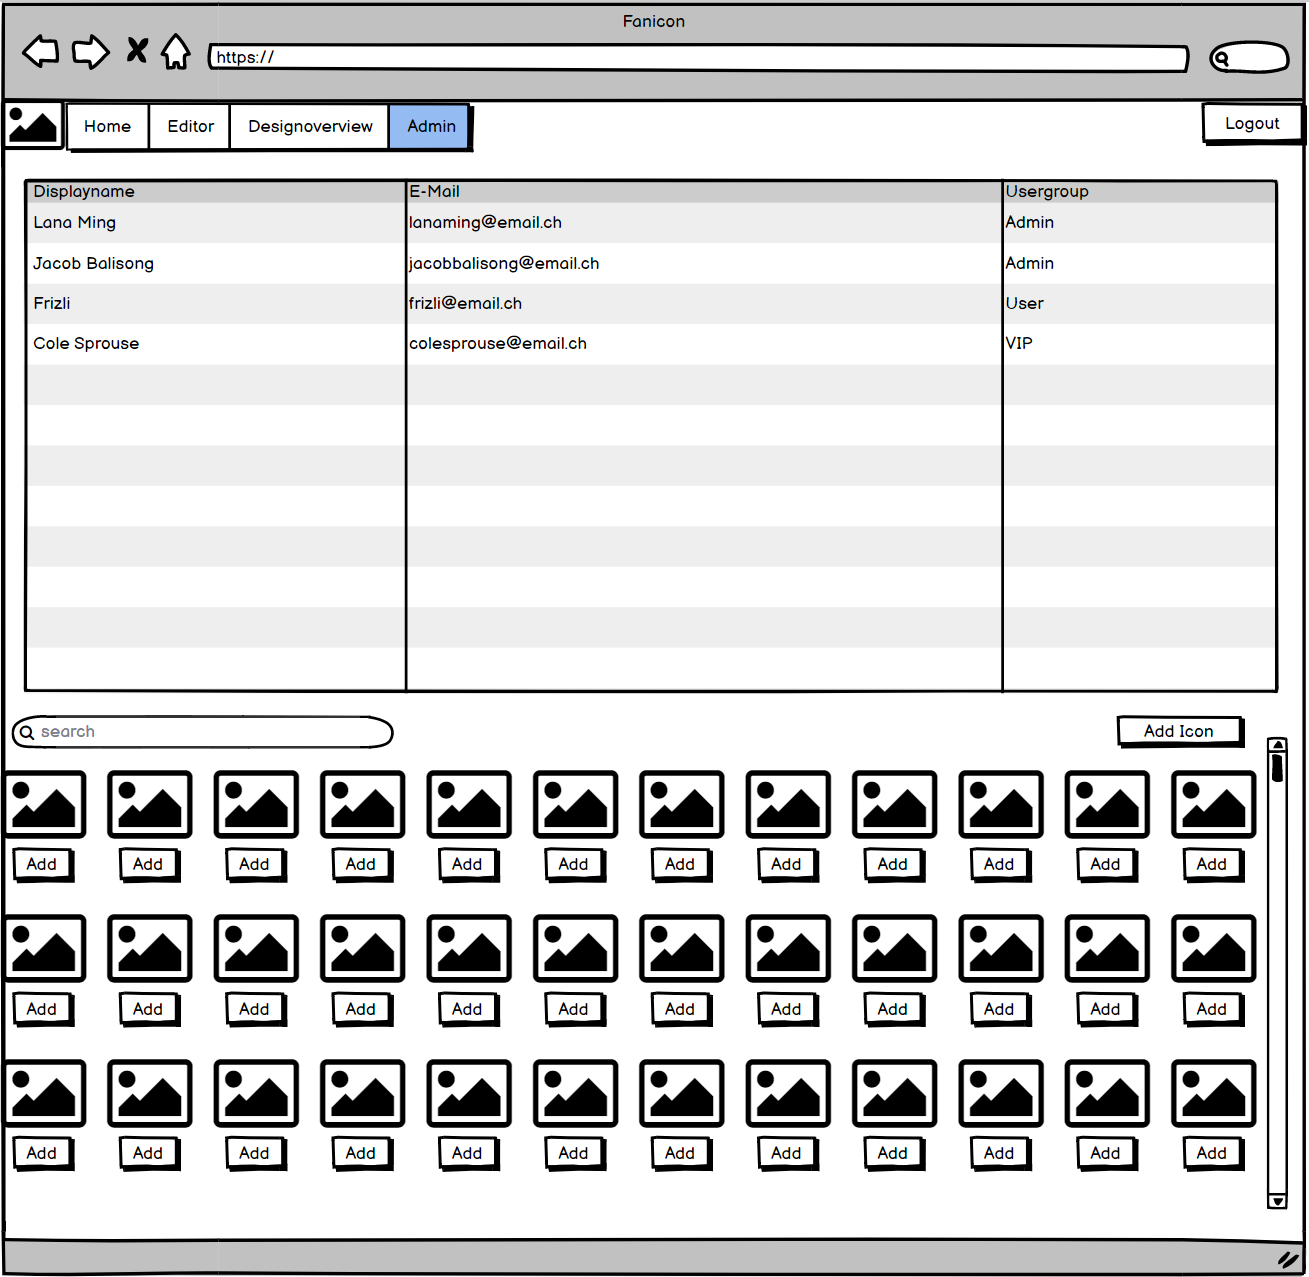 Fanicon
https://
Home Editor Designoverview Admin Logout
Displayname E-Mail Usergroup
Lana Ming lanaming@email.ch Admin
Jacob Balisong jacobbalisong@email.ch Admin
Frizli frizli@email.ch User
Cole Sprouse colesprouse@email.ch VIP
search Add Icon
Add Add Add Add Add Add Add Add Add Add Add Add
Add Add Add Add Add Add Add Add Add Add Add Add
Add Add Add Add Add Add Add Add Add Add Add Add